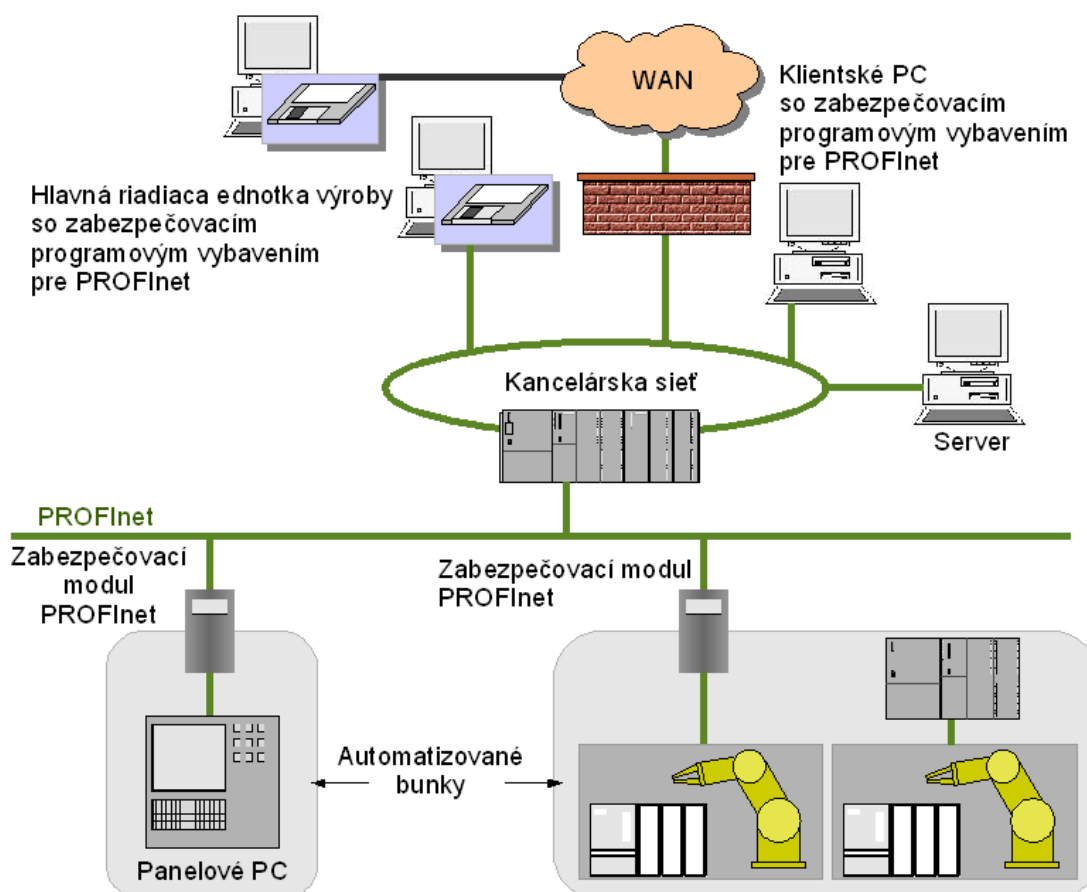 WAN
Klientské PC
so zabezpečovacím
programovým vybavením
pre PROFInet
Hlavná riadiaca ednotka výroby
so zabezpečovacím
programovým vybavením
pre PROFInet
Kancelárska sieť
Server
PROFInet
Zabezpečovací
modul
PROFInet
Zabezpečovací modul
PROFInet
Automatizované
bunky
Panelové PC